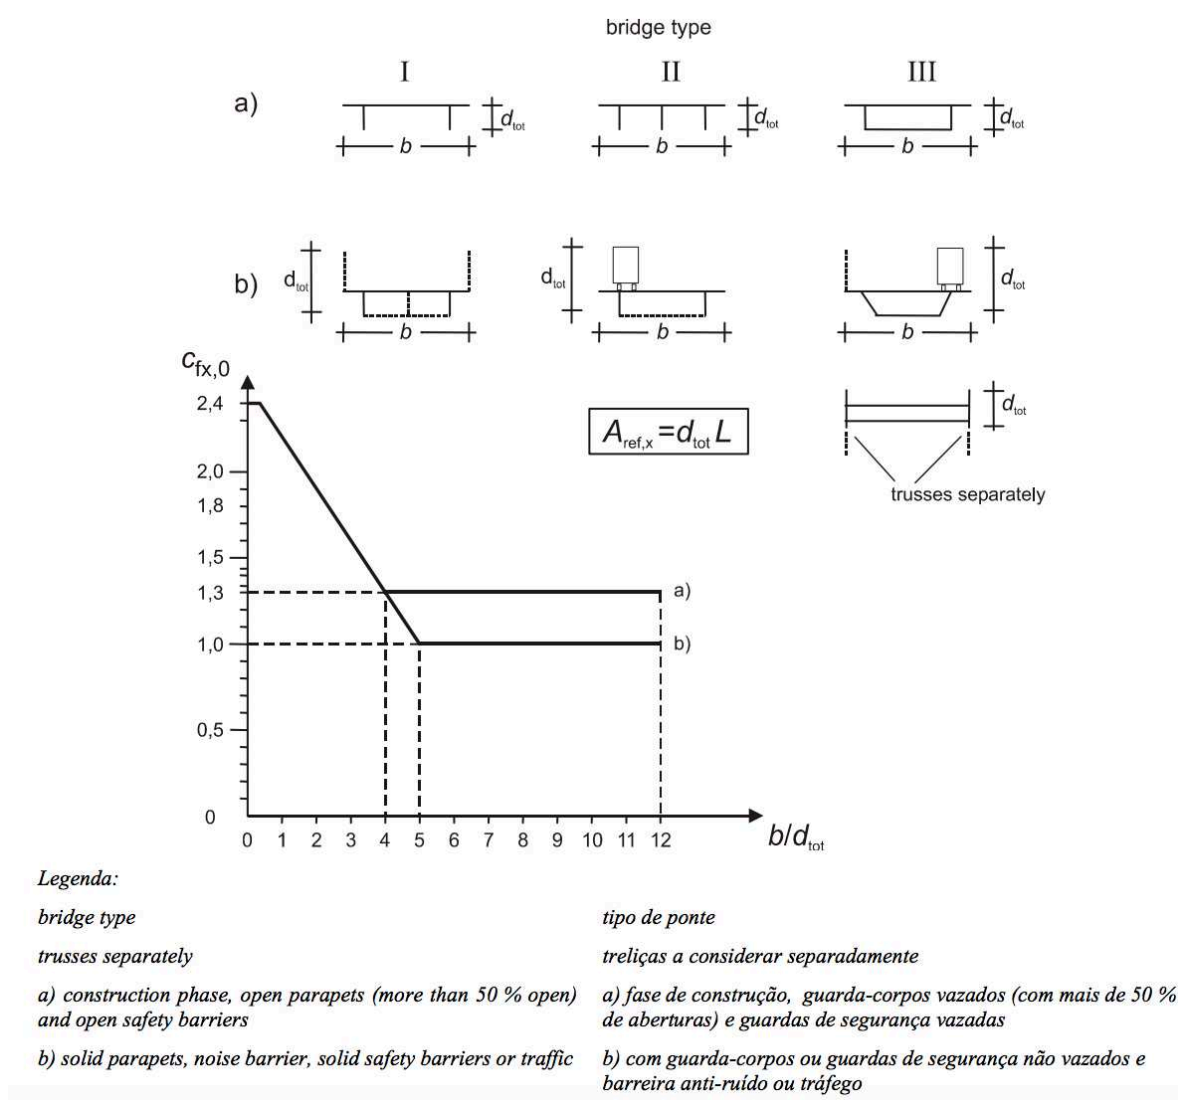 bridge type
I II III
a) d_tot d_tot d_tot
b b b
b) d_tot d_tot d_tot
b b b
c_fx,0
2,4
A_ref,x =d_tot L
d_tot
2,0
trusses separately
1,8
1,5
1,3 a)
1,0 b)
0,5
0
0 1 2 3 4 5 6 7 8 9 10 11 12 b/d_tot
Legenda:
bridge type tipo de ponte
trusses separately treliças a considerar separadamente
a) construction phase, open parapets (more than 50 % open) a) fase de construção, guarda-corpos vazados (com mais de 50 %
and open safety barriers de aberturas) e guardas de segurança vazadas
b) solid parapets, noise barrier, solid safety barriers or traffic b) com guarda-corpos ou guardas de segurança não vazados e
barreira anti-ruído ou tráfego